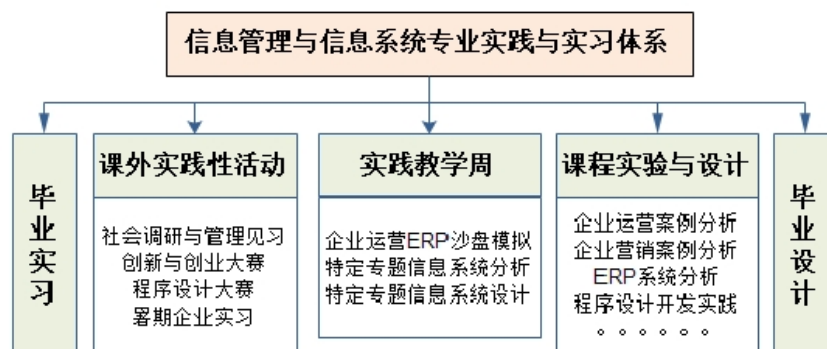 信息管理与信息系统专业实践与实习体系
毕业实习
课外实践性活动
社会调研与管理见习
创新与创业大赛
程序设计大赛
署期企业实习
实践教学周
企业运营ERP沙盘模拟
特定专题信息系统分析
特定专题信息系统设计
课程实验与设计
企业运营案例分析
企业营销案例分析
ERP系统分析
程序设计开发实践
。。。。。。
毕业设计